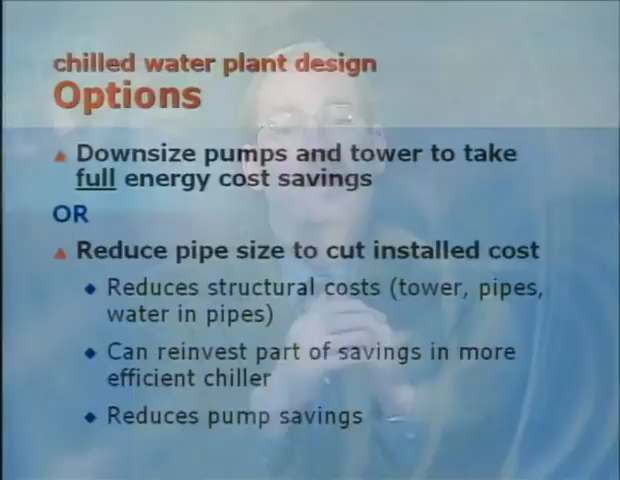 chilled water plant design
Options
Downsize pumps and tower to take
full energy cost savings
OR
Reduce pipe size to cut installed cost
Reduces structural costs (tower, pipes,
water in pipes)
Can reinvest part of savings in more
efficient chiller
Reduces pump savings